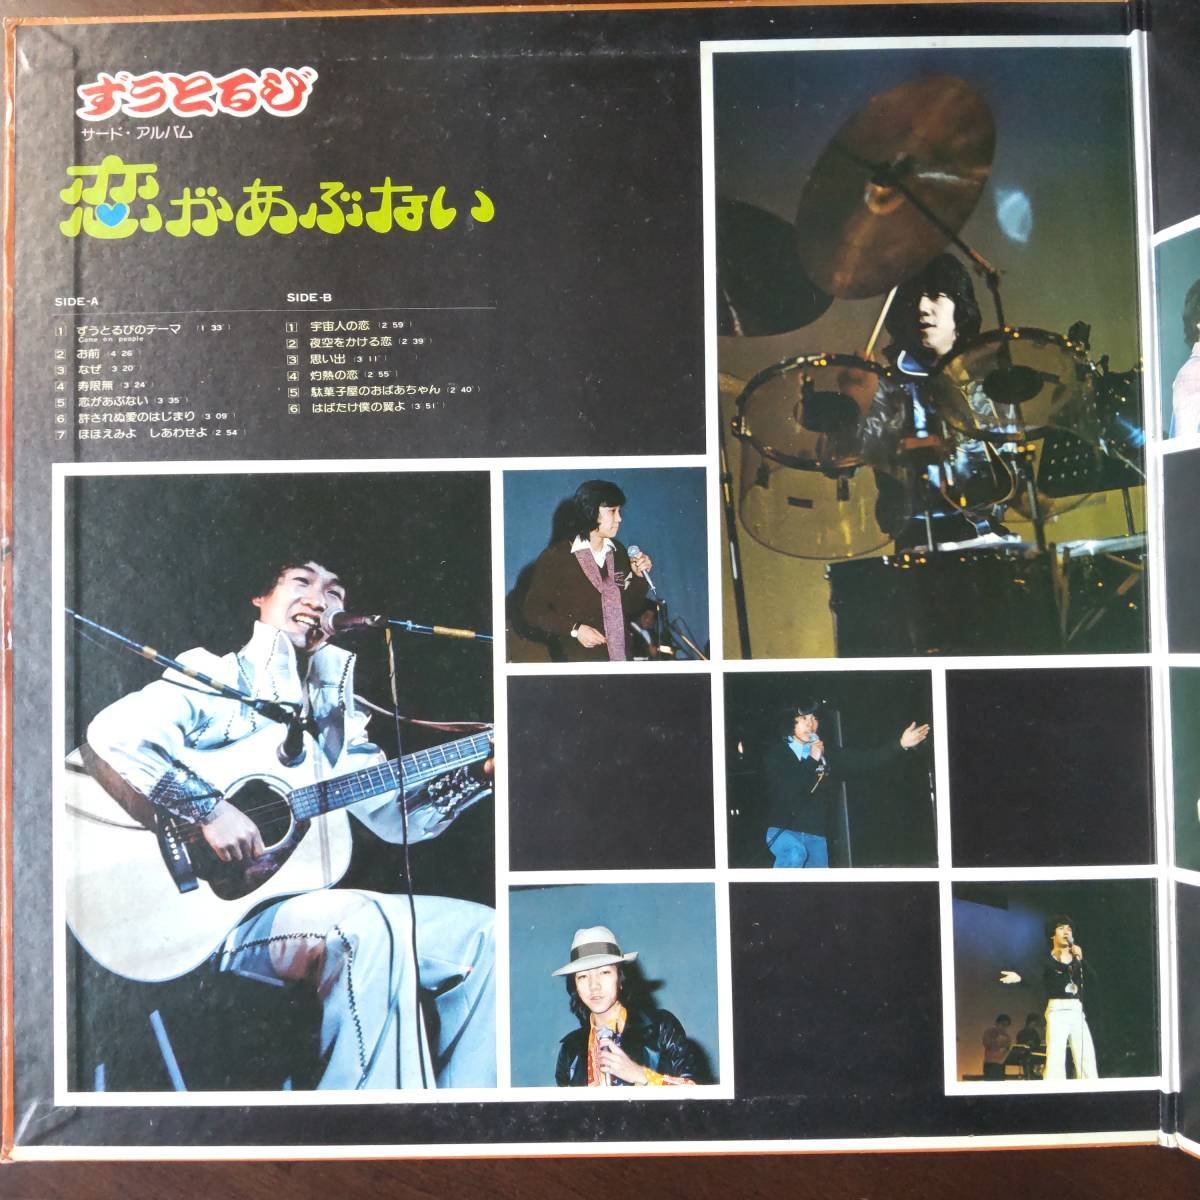 ずうとるび
サード・アルバム
恋があぶない
SIDE-A
1 ずうとるびのテーマ (1′33″)
Come on people
2 お前 (4′26″)
3 なぜ (3′20″)
4 寿限無 (3′24″)
5 恋があぶない (3′35″)
6 許されぬ愛のはじまり (3′09″)
7 ほほえみよ しあわせよ (2′54″)
SIDE-B
1 宇宙人の恋 (2′59″)
2 夜空をかける恋 (2′39″)
3 思い出 (3′11″)
4 灼熱の恋 (2′55″)
5 駄菓子屋のおばあちゃん (2′40″)
6 はばたけ僕の翼よ (3′51″)